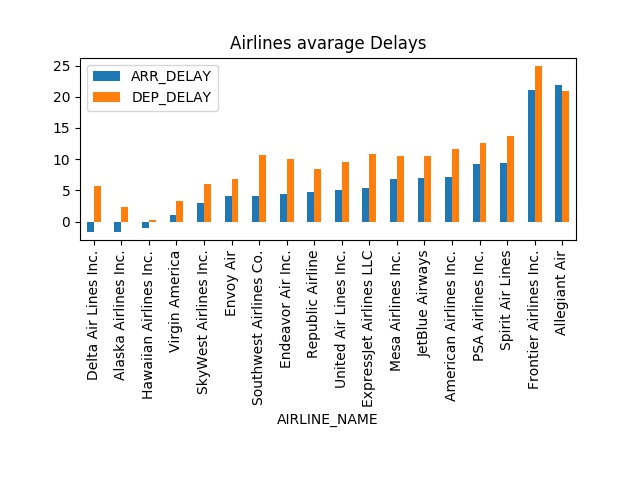 Airlines avarage Delays
ARR_DELAY
DEP_DELAY
25
20
15
10
5
0
Delta Air Lines Inc.
Alaska Airlines Inc.
Hawaiian Airlines Inc.
Virgin America
SkyWest Airlines Inc.
Envoy Air
Southwest Airlines Co.
Endeavor Air Inc.
Republic Airline
United Air Lines Inc.
ExpressJet Airlines LLC
Mesa Airlines Inc.
JetBlue Airways
American Airlines Inc.
PSA Airlines Inc.
Spirit Air Lines
Frontier Airlines Inc.
Allegiant Air
AIRLINE_NAME